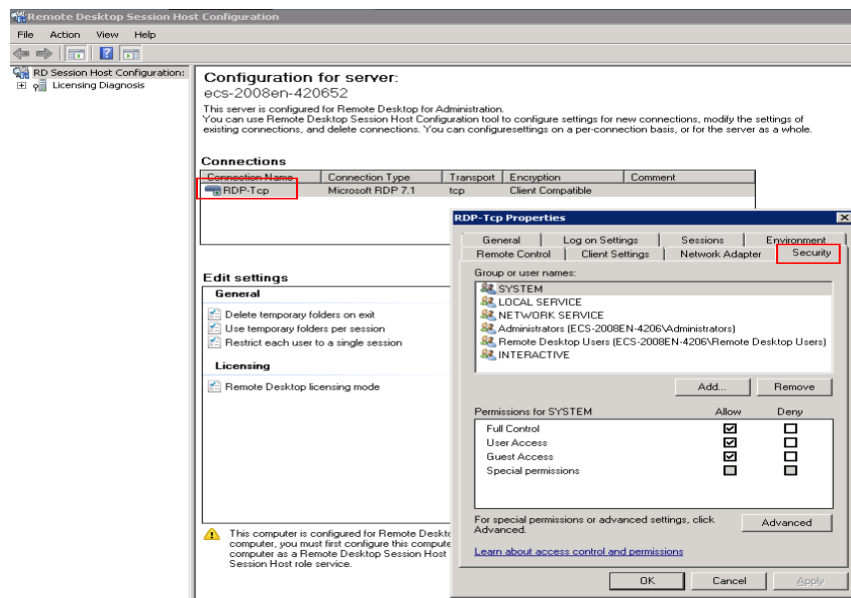 Remote Desktop Session Host Configuration
File Action View Help
RD Session Host Configuration:
Licensing Diagnosis
Configuration for server:
ecs-2008en-420652
This server is configured for Remote Desktop for Administration.
You can use Remote Desktop Session Host Configuration tool to configure settings for new connections, modify the settings of
existing connections, and delete connections. You can configuresettings on a per-connection basis, or for the server as a whole.
Connections
Connection Name Connection Type Transport Encryption Comment
RDP-Tcp Microsoft RDP 7.1 tcp Client Compatible
Edit settings
General
Delete temporary folders on exit
Use temporary folders per session
Restrict each user to a single session
Licensing
Remote Desktop licensing mode
This computer is configured for Remote Deskt
computer, you must first configure this compute
computer as a Remote Desktop Session Host
Session Host role service.
RDP-Tcp Properties
General Log on Settings Sessions Environment
Remote Control Client Settings Network Adapter Security
Group or user names:
SYSTEM
LOCAL SERVICE
NETWORK SERVICE
Administrators (ECS-2008EN-4206\Administrators)
Remote Desktop Users (ECS-2008EN-4206\Remote Desktop Users)
INTERACTIVE
Add... Remove
Permissions for SYSTEM Allow Deny
Full Control
User Access
Guest Access
Special permissions
For special permissions or advanced settings, click
Advanced.
Advanced
Learn about access control and permissions
OK Cancel Apply